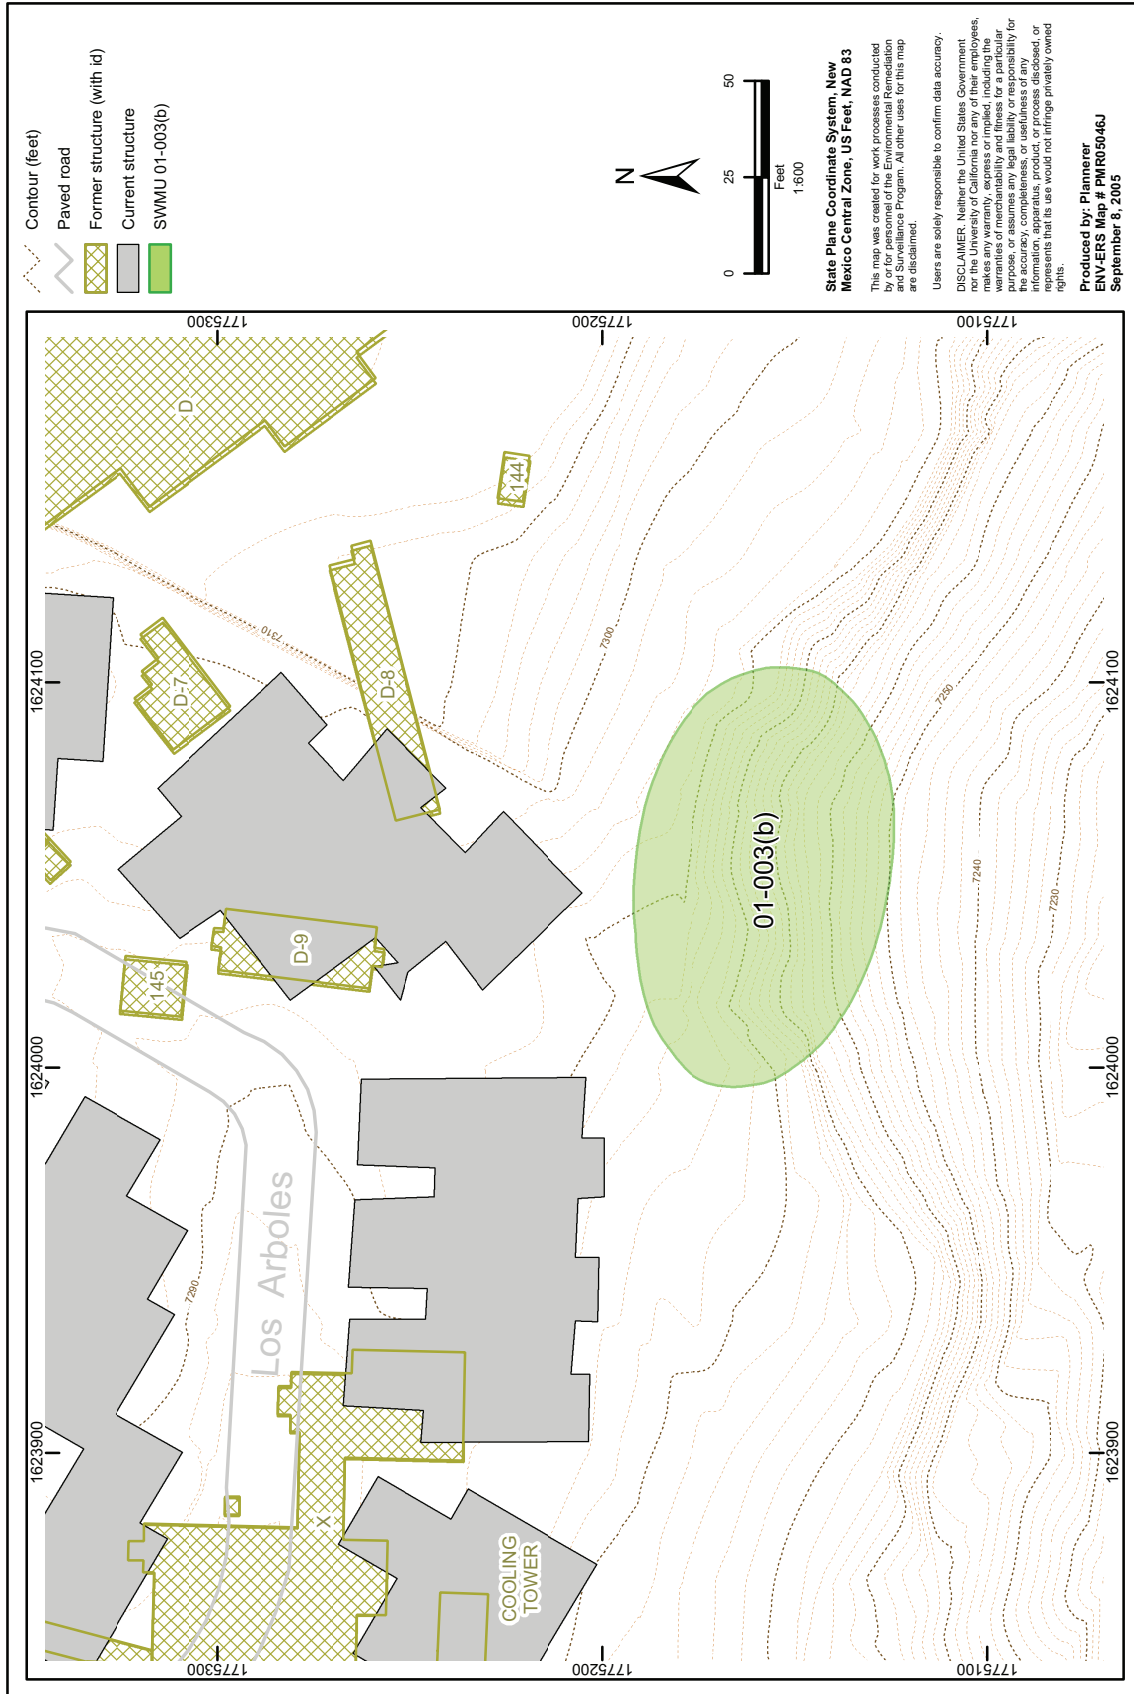 Contour (feet)
Paved road
Former structure (with id)
Current structure
SWMU 01-003(b)
N
0 25 50
Feet
1:600
State Plane Coordinate System, New
Mexico Central Zone, US Feet, NAD 83
This map was created for work processes conducted
by or for personnel of the Environmental Remediation
and Surveillance Program. All other uses for this map
are disclaimed.
Users are solely responsible to confirm data accuracy.
DISCLAIMER. Neither the United States Government
nor the University of California nor any of their employees,
makes any warranty, express or implied, including the
warranties of merchantability and fitness for a particular
purpose, or assumes any legal liability or responsibility for
the accuracy, completeness, or usefulness of any
information, apparatus, product, or process disclosed, or
represents that its use would not infringe privately owned
rights.
Produced by: Plannerer
ENV-ERS Map # PMR05046J
September 8, 2005
1623900
1624000
1624100
1775300
1775200
1775100
1775300
1775200
1775100
1623900
1624000
1624100
D
D-7
D-8
D-9
144
145
X
COOLING
TOWER
Los Arboles
01-003(b)
7310
7300
7290
7250
7240
7230